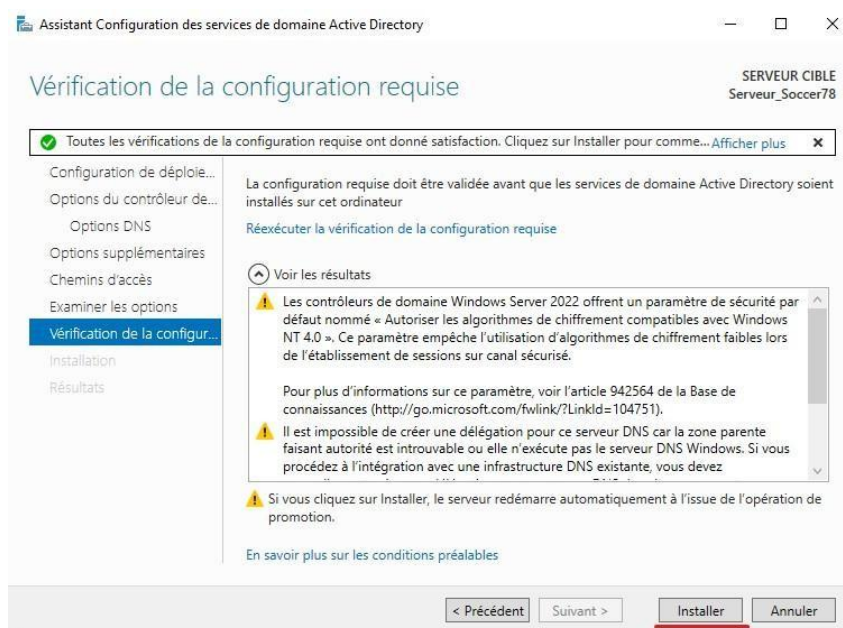 Assistant Configuration des services de domaine Active Directory
Vérification de la configuration requise
SERVEUR CIBLE
Serveur_Soccer78
Toutes les vérifications de la configuration requise ont donné satisfaction. Cliquez sur Installer pour comme... Afficher plus
Configuration de déploie...
Options du contrôleur de...
Options DNS
Options supplémentaires
Chemins d'accès
Examiner les options
Vérification de la configur...
Installation
Résultats
La configuration requise doit être validée avant que les services de domaine Active Directory soient
installés sur cet ordinateur
Réexécuter la vérification de la configuration requise
Voir les résultats
Les contrôleurs de domaine Windows Server 2022 offrent un paramètre de sécurité par
défaut nommé « Autoriser les algorithmes de chiffrement compatibles avec Windows
NT 4.0 ». Ce paramètre empêche l'utilisation d'algorithmes de chiffrement faibles lors
de l'établissement de sessions sur canal sécurisé.
Pour plus d'informations sur ce paramètre, voir l'article 942564 de la Base de
connaissances (http://go.microsoft.com/fwlink/?LinkId=104751).
Il est impossible de créer une délégation pour ce serveur DNS car la zone parente
faisant autorité est introuvable ou elle n'exécute pas le serveur DNS Windows. Si vous
procédez à l'intégration avec une infrastructure DNS existante, vous devez
Si vous cliquez sur Installer, le serveur redémarre automatiquement à l'issue de l'opération de
promotion.
En savoir plus sur les conditions préalables
< Précédent
Suivant >
Installer
Annuler